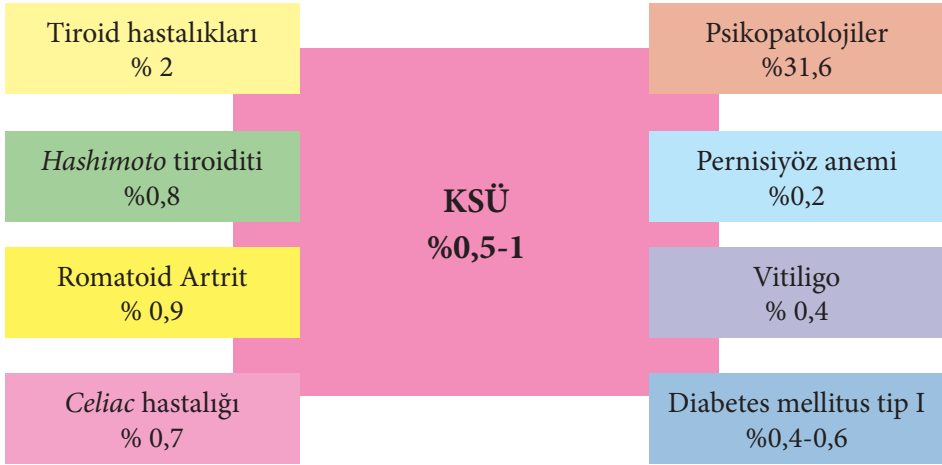 Tiroid hastalıkları
% 2
Hashimoto tiroiditi
%0,8
Romatoid Artrit
% 0,9
Celiac hastalığı
% 0,7
KSÜ
%0,5-1
Psikopatolojiler
%31,6
Pernisiyöz anemi
%0,2
Vitiligo
% 0,4
Diabetes mellitus tip I
%0,4-0,6